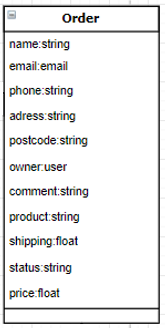 Order
name:string
email:email
phone:string
adress:string
postcode:string
owner:user
comment:string
product:string
shipping:float
status:string
price:float